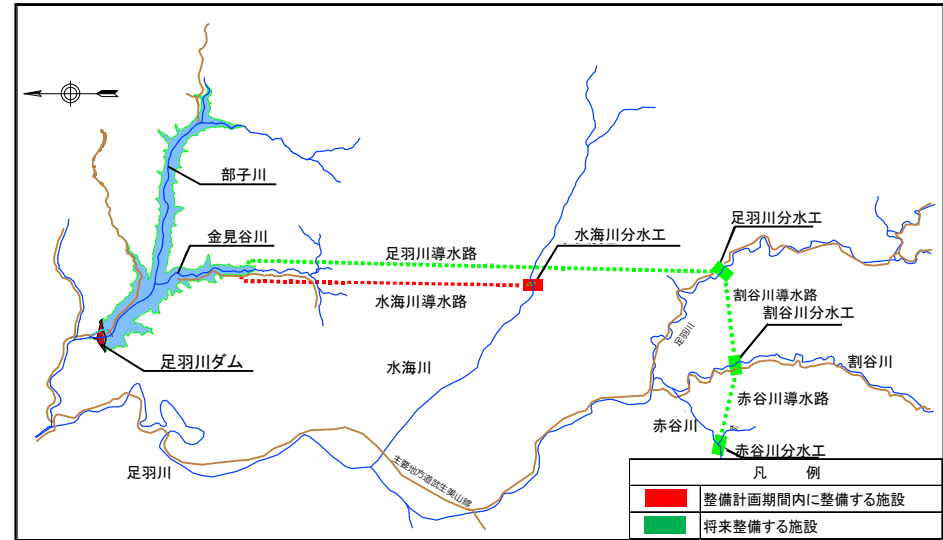 部子川
金見谷川
足羽川導水路
水海川分水工
足羽川分水工
水海川導水路
足羽川
割谷川導水路
割谷川分水工
足羽川ダム
水海川
割谷川
赤谷川導水路
赤谷川
赤谷川分水工
足羽川
主要地方道武生美山線
凡 例
整備計画期間内に整備する施設
将来整備する施設